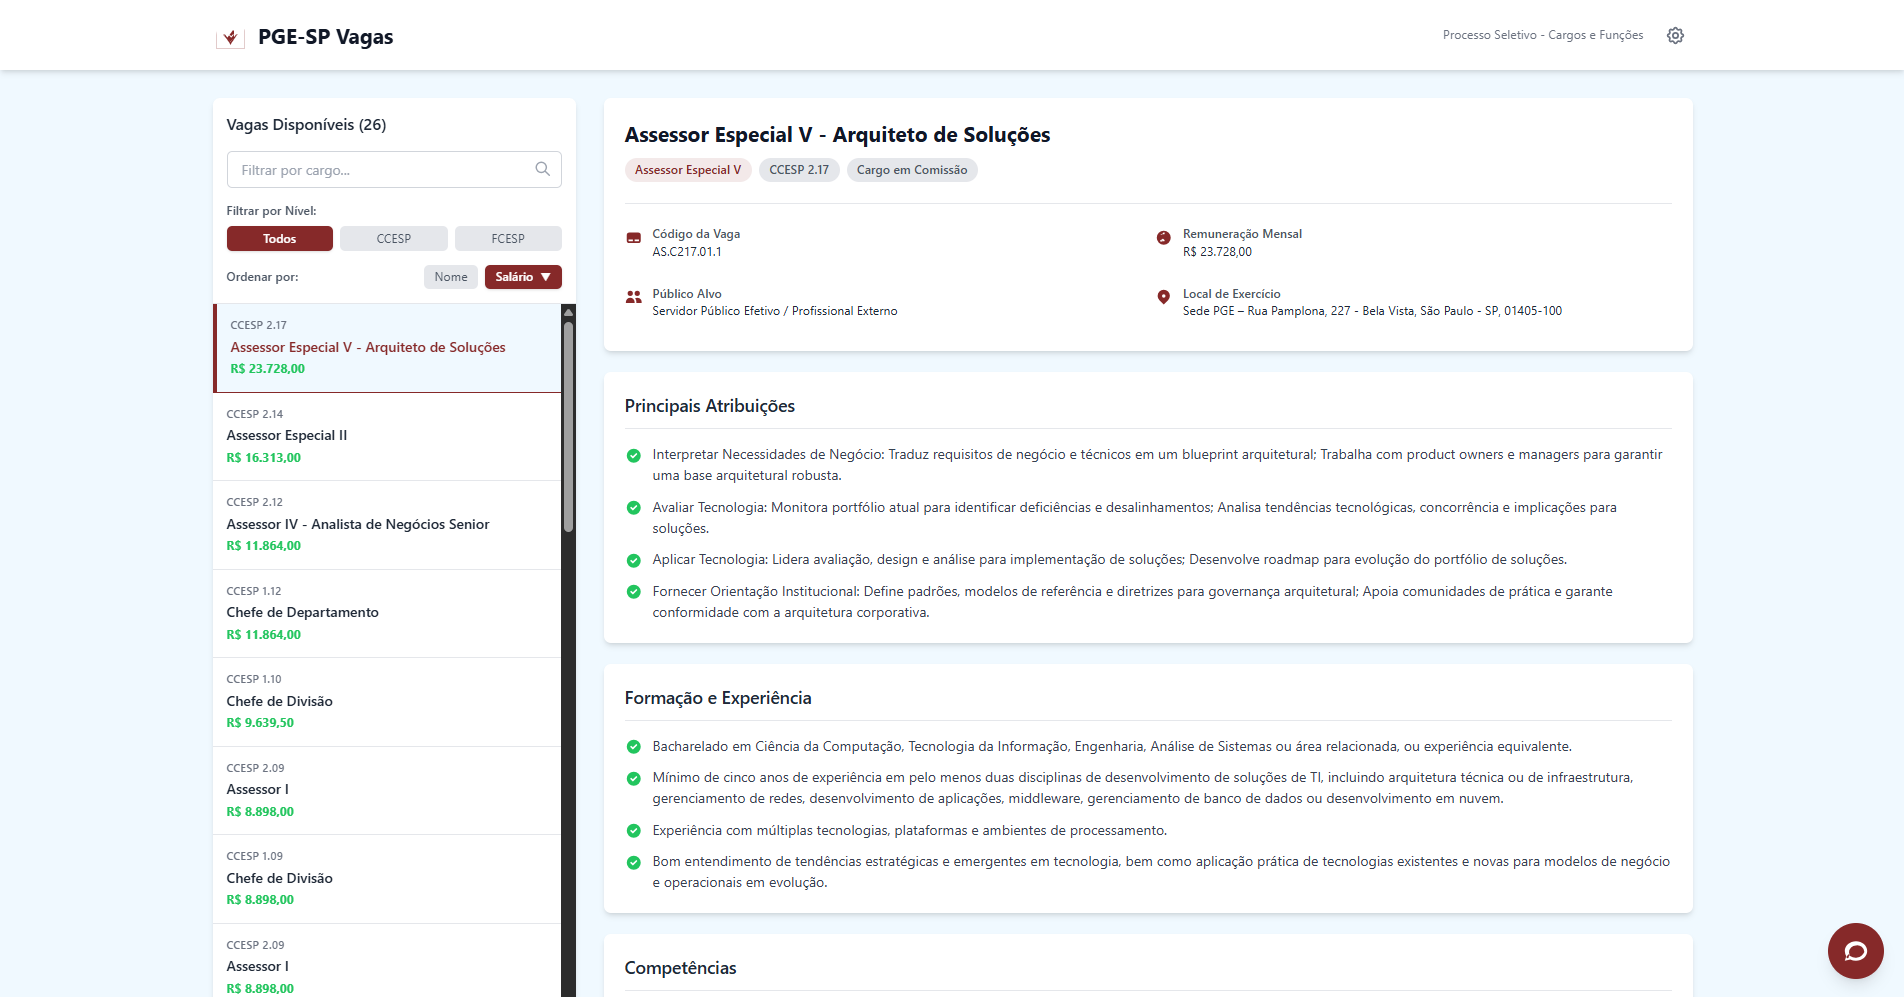 PGE-SP Vagas
Processo Seletivo - Cargos e Funções
Vagas Disponíveis (26)
Filtrar por cargo...
Filtrar por Nível:
Todos
CCESP
FCESP
Ordenar por:
Nome
Salário ▼
CCESP 2.17
Assessor Especial V - Arquiteto de Soluções
R$ 23.728,00
CCESP 2.14
Assessor Especial II
R$ 16.313,00
CCESP 2.12
Assessor IV - Analista de Negócios Senior
R$ 11.864,00
CCESP 1.12
Chefe de Departamento
R$ 11.864,00
CCESP 1.10
Chefe de Divisão
R$ 9.639,50
CCESP 2.09
Assessor I
R$ 8.898,00
CCESP 1.09
Chefe de Divisão
R$ 8.898,00
CCESP 2.09
Assessor I
R$ 8.898,00
Assessor Especial V - Arquiteto de Soluções
Assessor Especial V
CCESP 2.17
Cargo em Comissão
Código da Vaga
AS.C217.01.1
Remuneração Mensal
R$ 23.728,00
Público Alvo
Servidor Público Efetivo / Profissional Externo
Local de Exercício
Sede PGE – Rua Pamplona, 227 - Bela Vista, São Paulo - SP, 01405-100
Principais Atribuições
Interpretar Necessidades de Negócio: Traduz requisitos de negócio e técnicos em um blueprint arquitetural; Trabalha com product owners e managers para garantir
uma base arquitetural robusta.
Avaliar Tecnologia: Monitora portfólio atual para identificar deficiências e desalinhamentos; Analisa tendências tecnológicas, concorrência e implicações para
soluções.
Aplicar Tecnologia: Lidera avaliação, design e análise para implementação de soluções; Desenvolve roadmap para evolução do portfólio de soluções.
Fornecer Orientação Institucional: Define padrões, modelos de referência e diretrizes para governança arquitetural; Apoia comunidades de prática e garante
conformidade com a arquitetura corporativa.
Formação e Experiência
Bacharelado em Ciência da Computação, Tecnologia da Informação, Engenharia, Análise de Sistemas ou área relacionada, ou experiência equivalente.
Mínimo de cinco anos de experiência em pelo menos duas disciplinas de desenvolvimento de soluções de TI, incluindo arquitetura técnica ou de infraestrutura,
gerenciamento de redes, desenvolvimento de aplicações, middleware, gerenciamento de banco de dados ou desenvolvimento em nuvem.
Experiência com múltiplas tecnologias, plataformas e ambientes de processamento.
Bom entendimento de tendências estratégicas e emergentes em tecnologia, bem como aplicação prática de tecnologias existentes e novas para modelos de negócio
e operacionais em evolução.
Competências